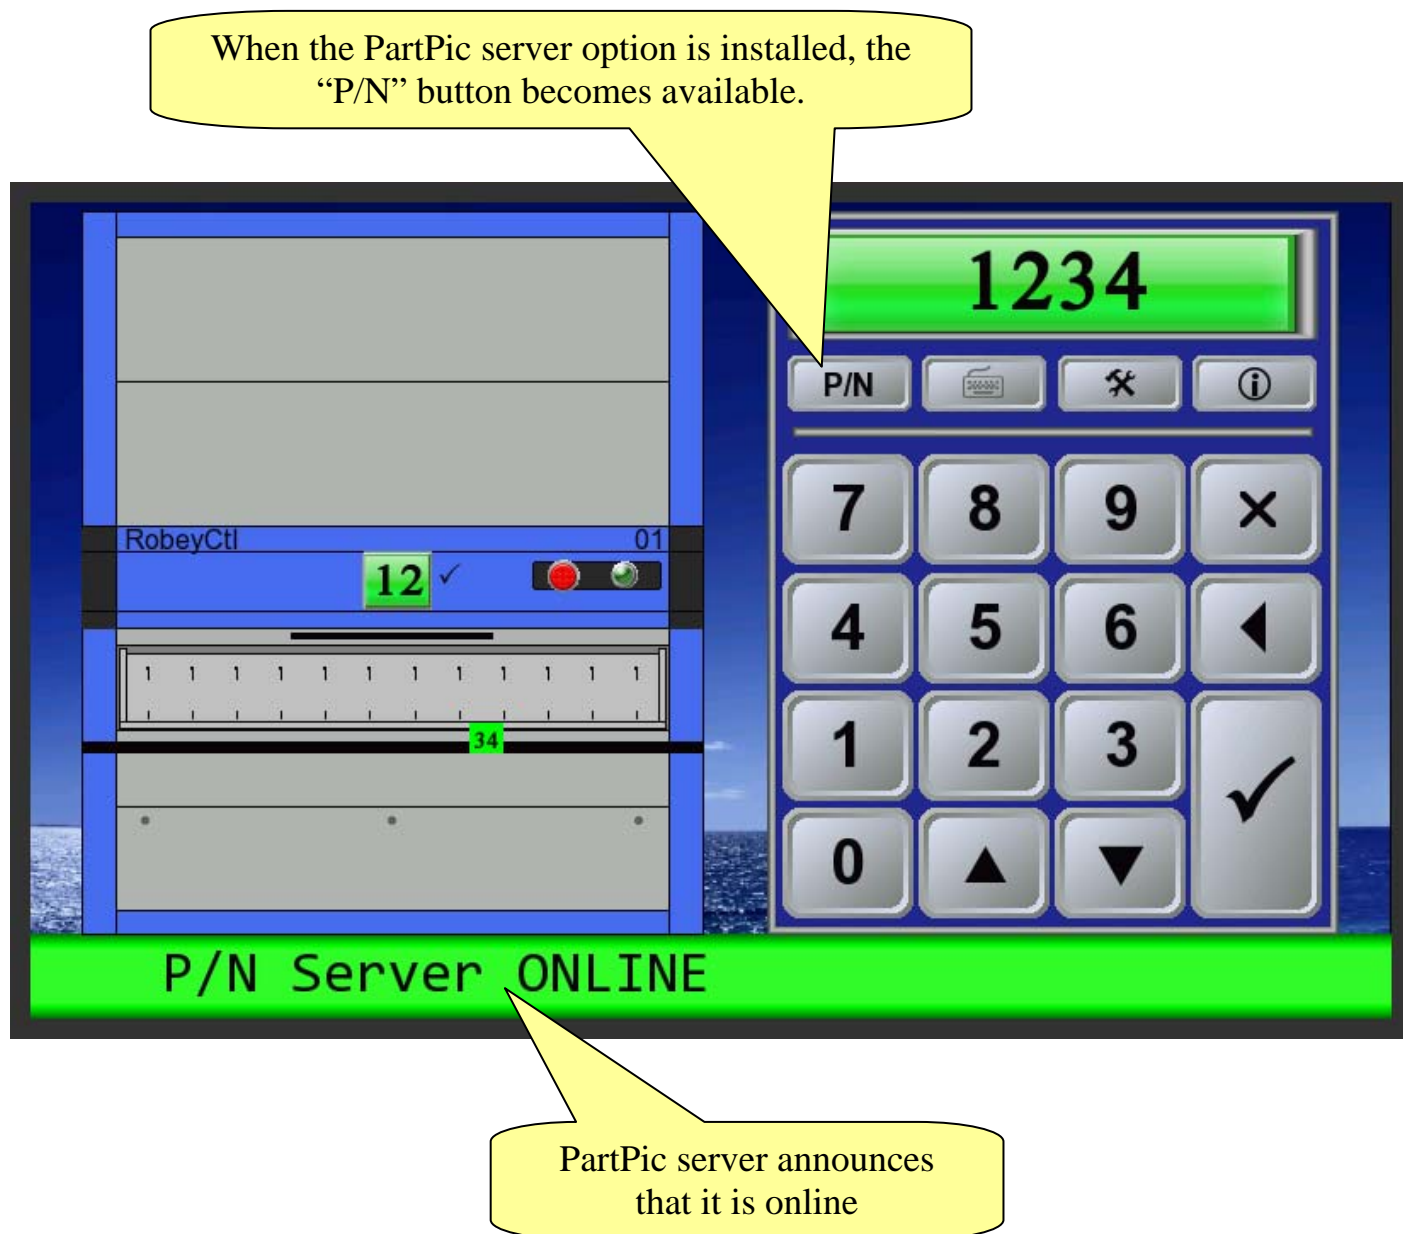 When the PartPic server option is installed, the
“P/N” button becomes available.
1234
P/N
7 8 9
RobeyCtl 01
12
4 5 6
1 1 1 1 1 1 1 1 1 1 1 1
34
1 2 3
0
P/N Server ONLINE
PartPic server announces
that it is online